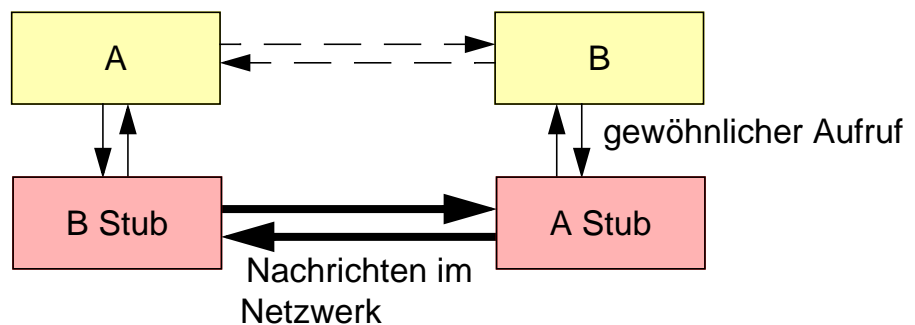 A
B
gewöhnlicher Aufruf
B Stub
A Stub
Nachrichten im
Netzwerk